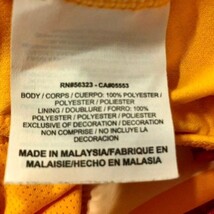 RN#56323 - CA#05553
BODY / CORPS / CUERPO: 100% POLYESTER /
POLYESTER / POLIESTER
LINING / DOUBLURE / FORRO: 100%
POLYESTER / POLYESTER / POLIESTER
EXCLUSIVE OF DECORATION / DECORATION
NON COMPRISE / NO INCLUYE LA
DECORACION
MADE IN MALAYSIA/FABRIQUE EN
MALAISIE/HECHO EN MALASIA